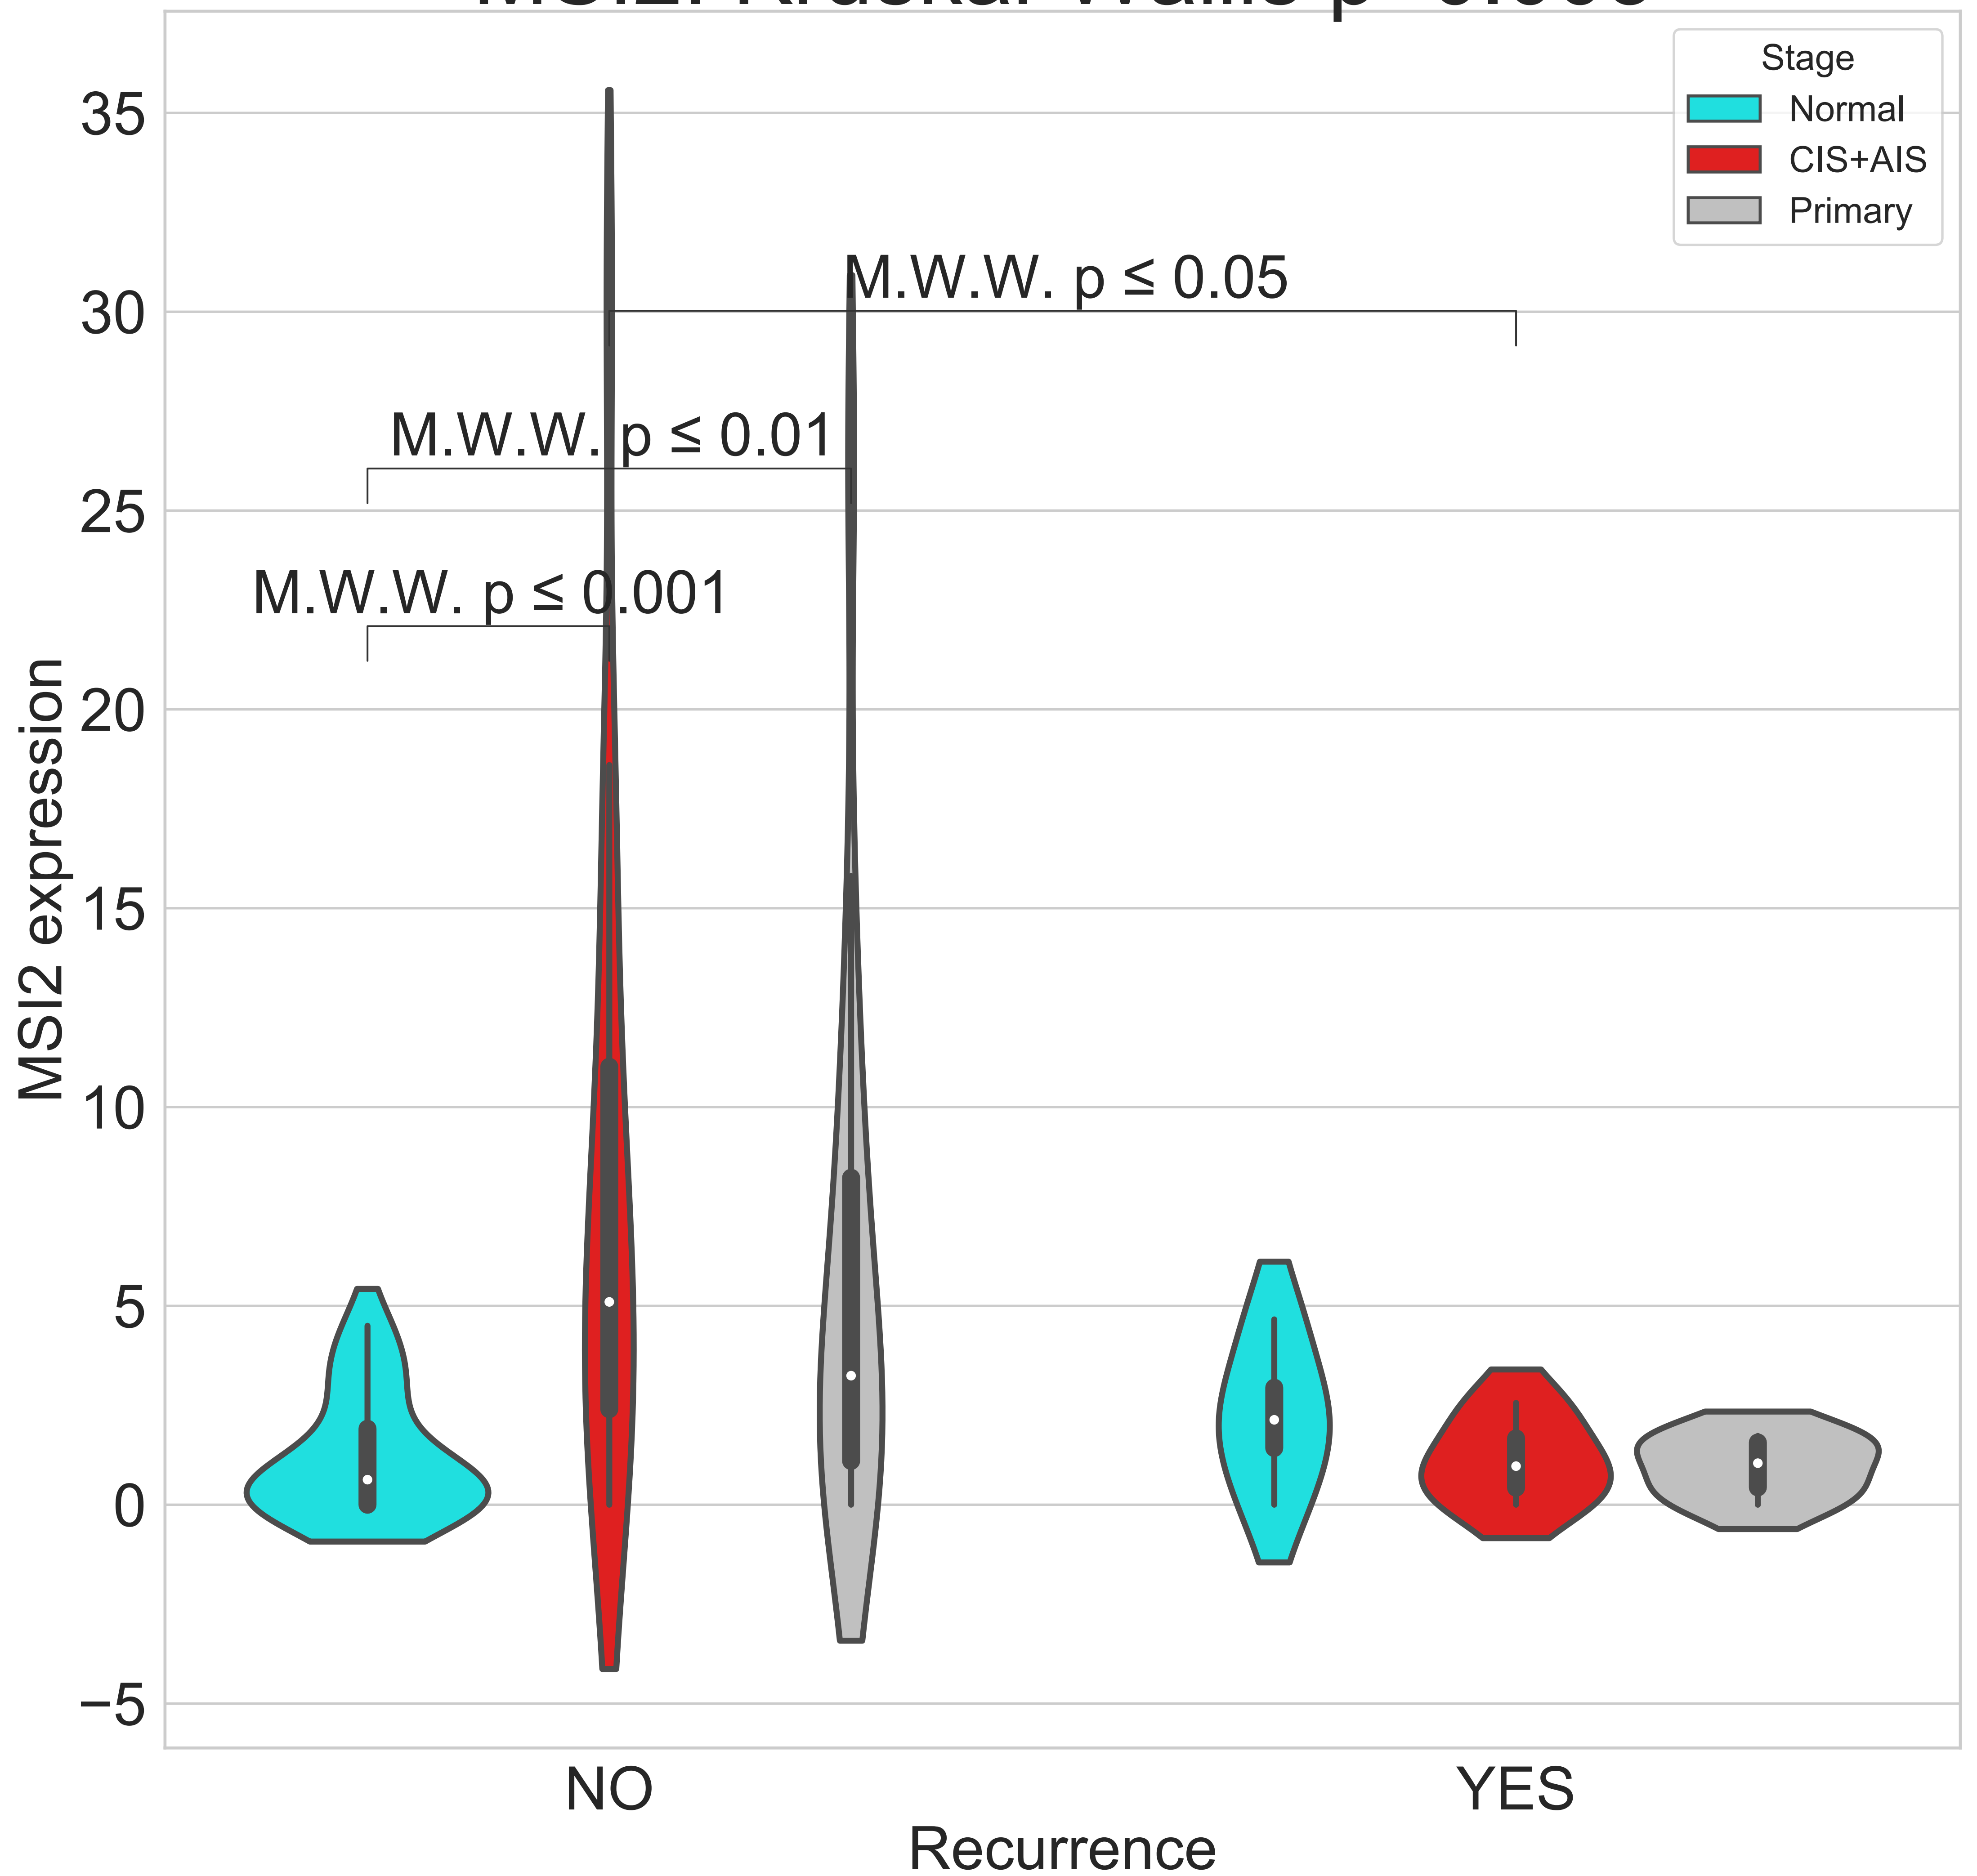 Stage
Normal
CIS+AIS
Primary
35
30
25
20
15
10
5
0
−5
MSI2 expression
M.W.W. p ≤ 0.05
M.W.W. p ≤ 0.01
M.W.W. p ≤ 0.001
NO
YES
Recurrence